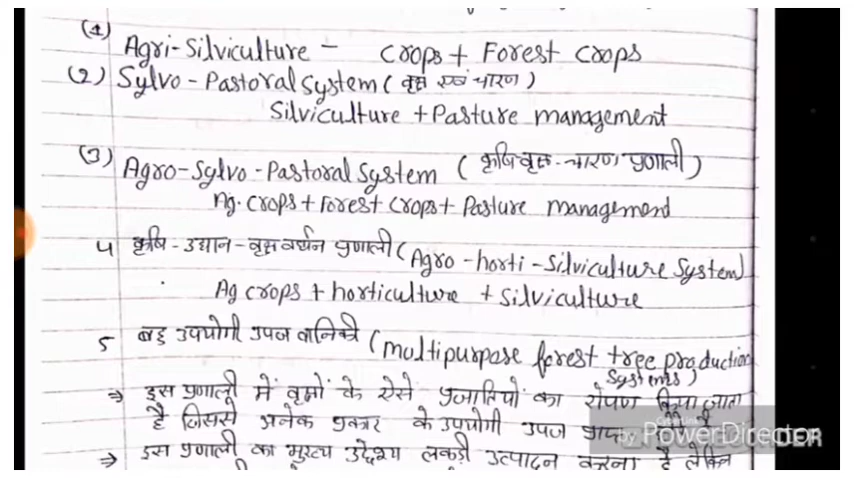 (1) Agri-Silviculture - Crops + Forest Crops
(2) Sylvo-Pastoral System (वृक्ष एवं चारण)
Silviculture + Pasture management
(3) Agro-Sylvo-Pastoral System (कृषि वृक्ष-चारण प्रणाली)
Ag. Crops + Forest Crops + Pasture management
4 कृषि-उद्यान-वृक्षवर्धन प्रणाली (Agro-horti-Silviculture System)
Ag crops + horticulture + Silviculture
5 बहु उपयोगी उपज वानिकी (multipurpose forest tree production
Systems)
⇒ इस प्रणाली में वृक्षों के ऐसे प्रजातियों का रोपण किया जाता
है जिससे अनेक प्रकार के उपयोगी उपज
by PowerDirector
⇒ इस प्रणाली का मुख्य उद्देश्य लकड़ी उत्पादन करना है लेकिन